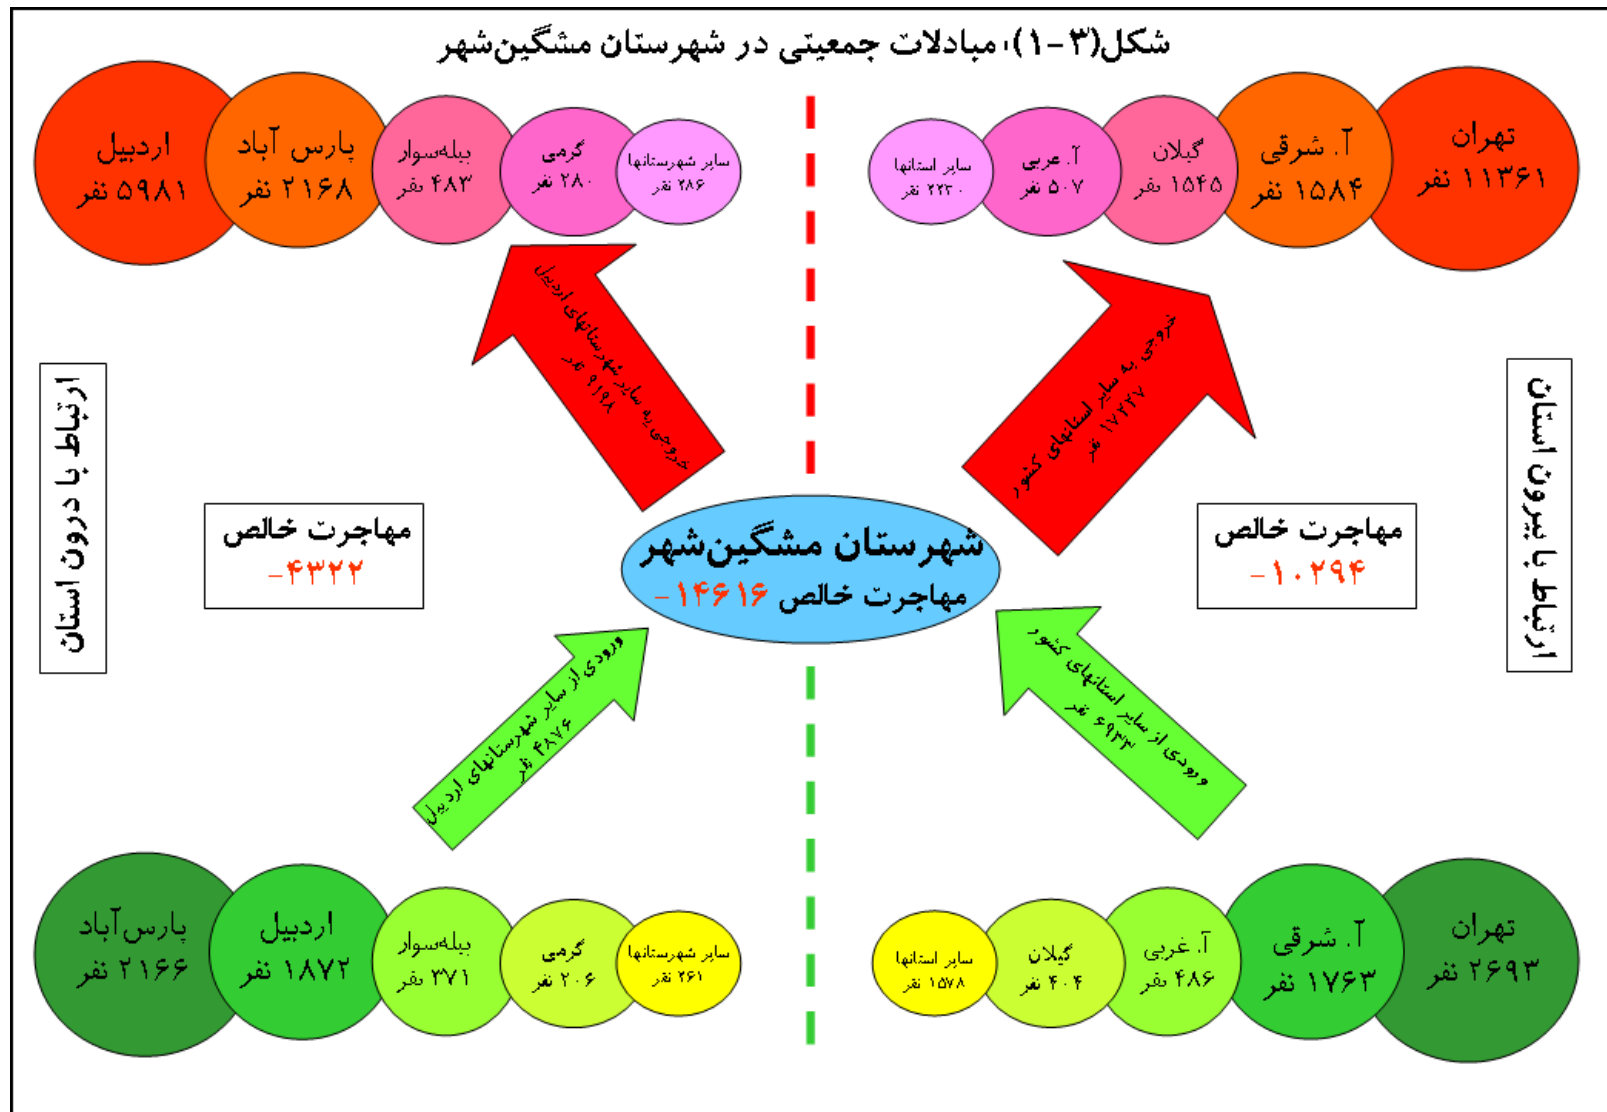 شکل(۳-۱): مبادلات جمعیتی در شهرستان مشگین‌شهر
تهران
۱۱۳۶۱ نفر
آ. شرقی
۱۵۸۴ نفر
گیلان
۱۵۴۵ نفر
آ. غربی
۵۰۷ نفر
سایر استانها
۲۲۳۰ نفر
سایر شهرستانها
۲۸۶ نفر
گرمی
۲۸۰ نفر
بیله‌سوار
۴۸۳ نفر
پارس آباد
۲۱۶۸ نفر
اردبیل
۵۹۸۱ نفر
خروجی به سایر استانهای کشور
۱۷۲۲۷ نفر
خروجی به سایر شهرستانهای اردبیل
۹۱۹۸ نفر
ارتباط با بیرون استان
مهاجرت خالص
-۱۰۲۹۴
شهرستان مشگین‌شهر
مهاجرت خالص -۱۴۶۱۶
مهاجرت خالص
-۴۳۲۲
ارتباط با درون استان
ورودی از سایر استانهای کشور
۶۹۳۳ نفر
ورودی از سایر شهرستانهای اردبیل
۴۸۷۶ نفر
تهران
۲۶۹۳ نفر
آ. شرقی
۱۷۶۳ نفر
آ. غربی
۴۸۶ نفر
گیلان
۴۰۴ نفر
سایر استانها
۱۵۷۸ نفر
سایر شهرستانها
۲۶۱ نفر
گرمی
۲۰۶ نفر
بیله‌سوار
۳۷۱ نفر
اردبیل
۱۸۷۲ نفر
پارس‌آباد
۲۱۶۶ نفر